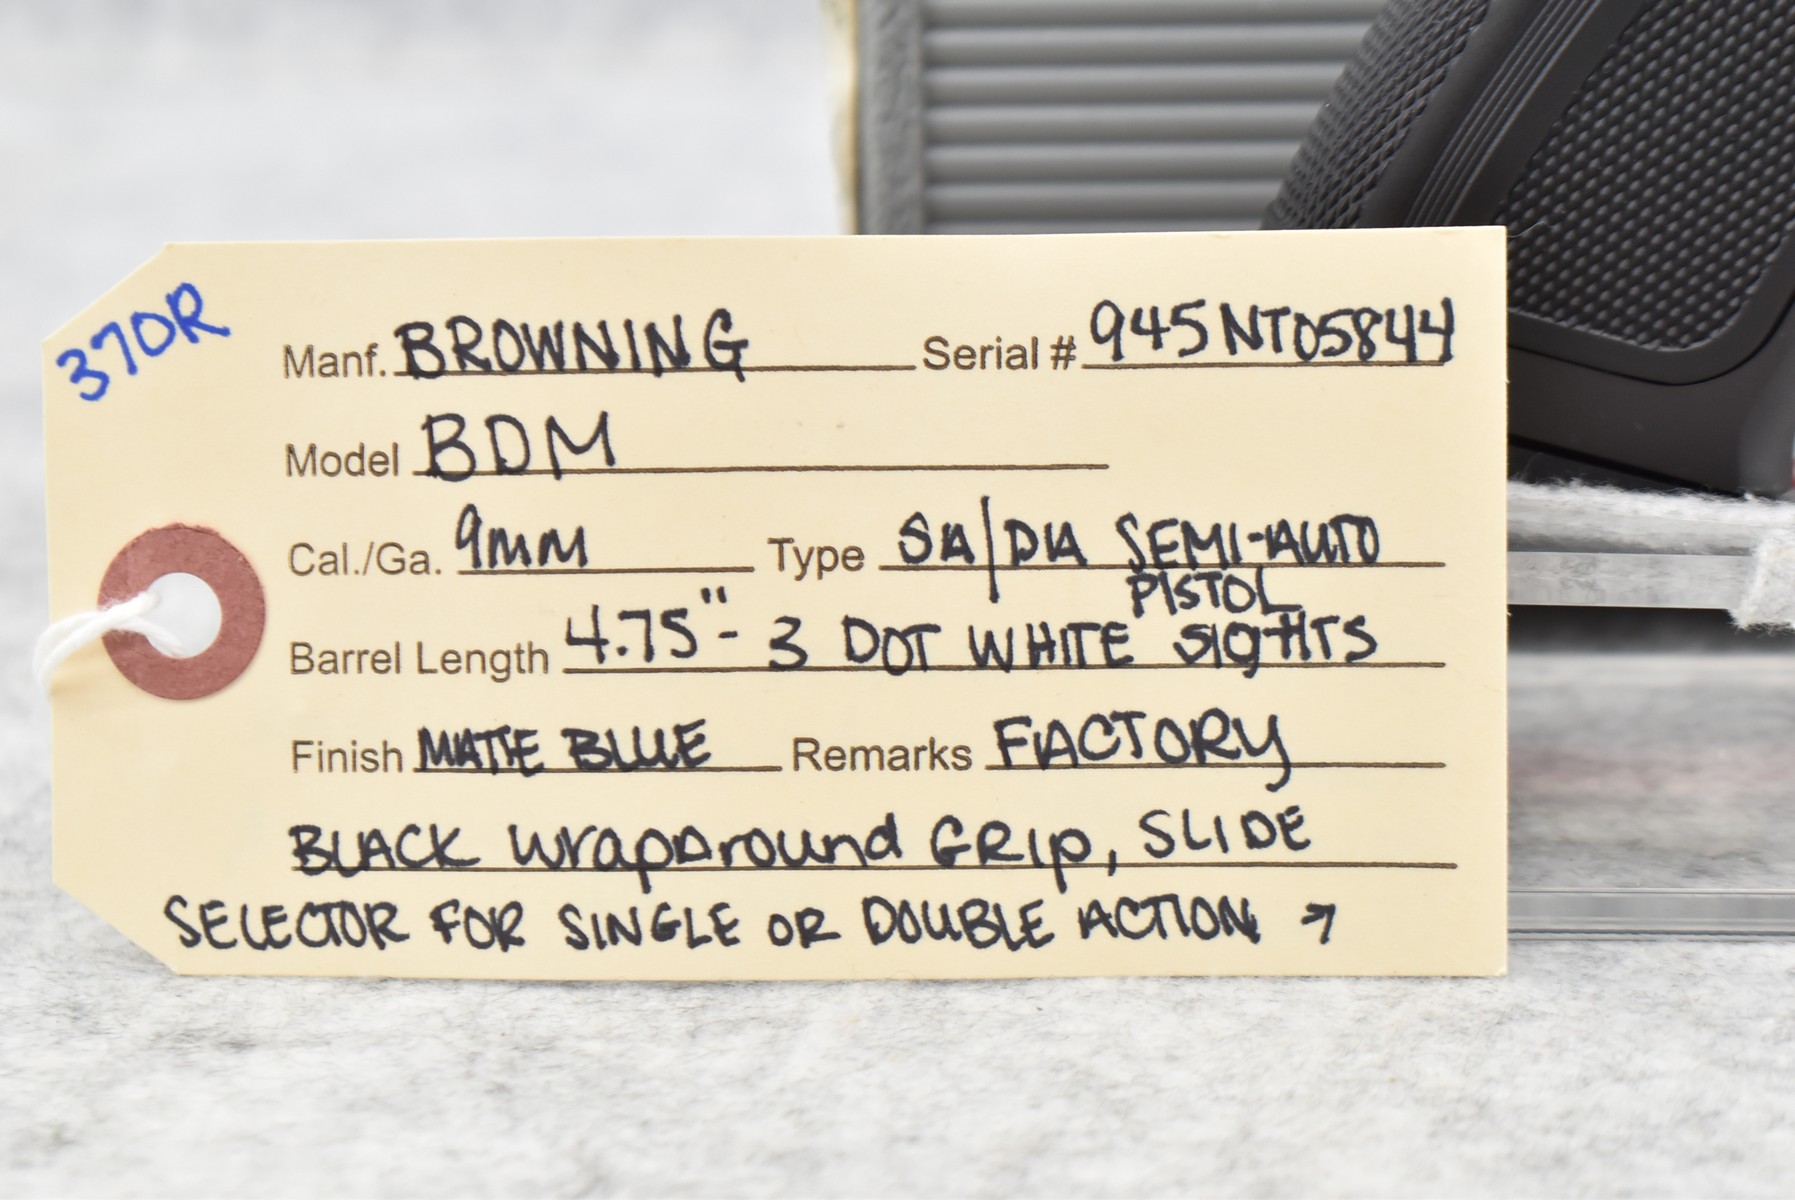 370R
Manf. BROWNING Serial # 945NT05844
Model BDM
Cal./Ga. 9mm Type SA/DA SEMI-AUTO
PISTOL
Barrel Length 4.75" - 3 DOT WHITE SIGHTS
Finish MATTE BLUE Remarks FACTORY
BLACK wraparound GRIP, SLIDE
SELECTOR FOR SINGLE OR DOUBLE ACTION →